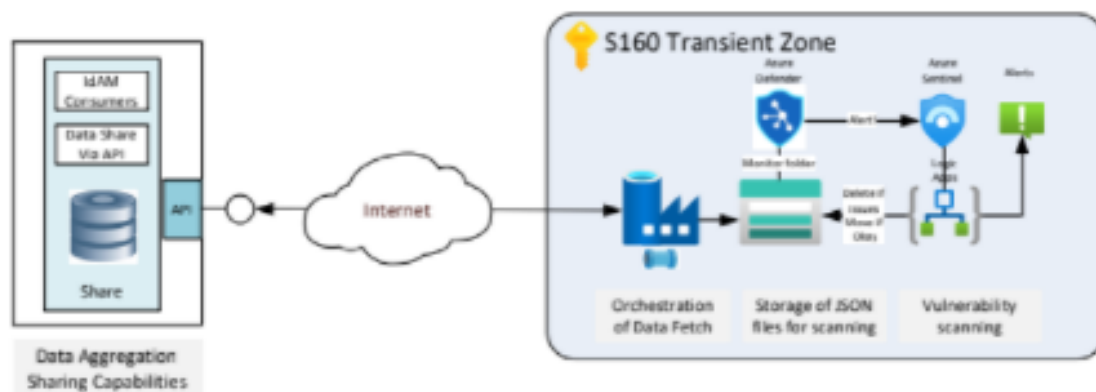 IdAM
Consumers
Data Share
Via API
API
Share
Data Aggregation
Sharing Capabilities
Internet
S160 Transient Zone
Azure
Defender
Azure
Sentinel
Alerts
Alert!
Monitor folder
Logic
Apps
Delete if
Issues
Move if
Okay
Orchestration
of Data Fetch
Storage of JSON
files for scanning
Vulnerability
scanning